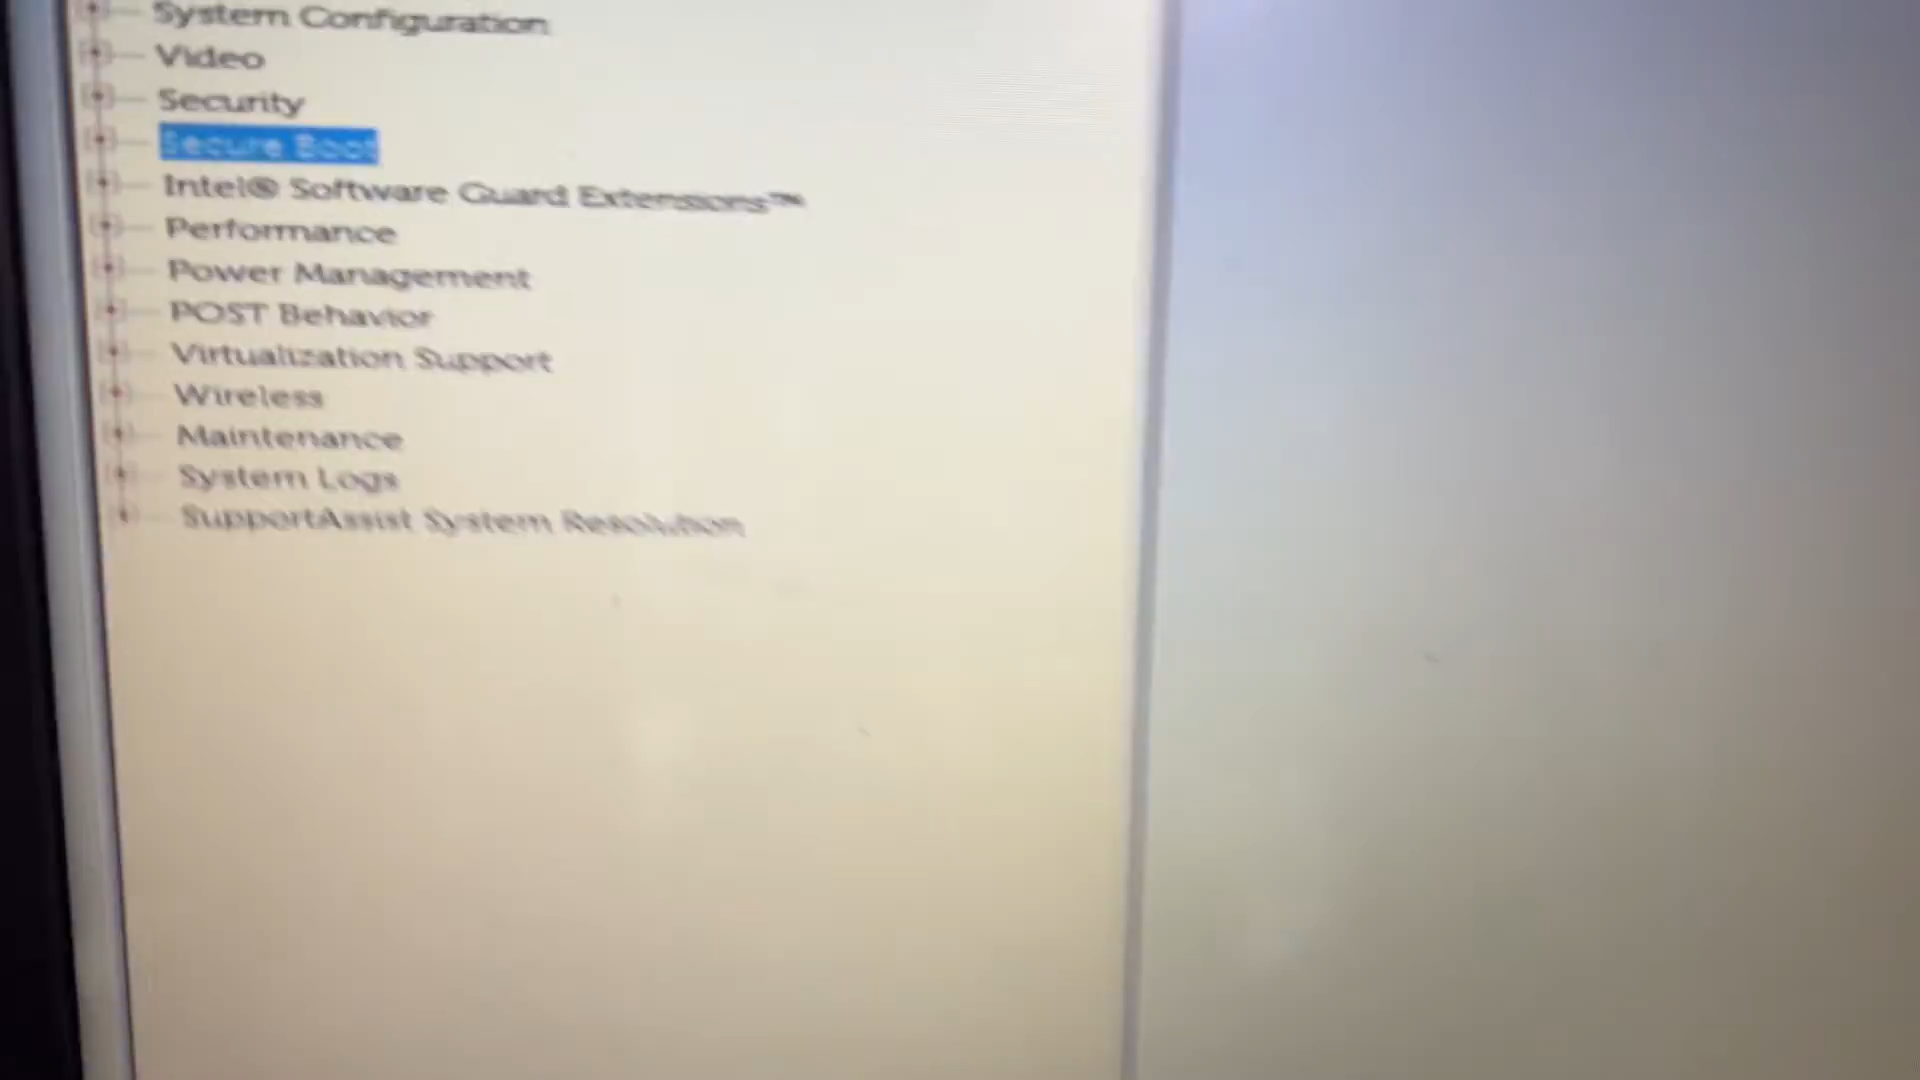 System Configuration
Video
Security
Secure Boot
Intel® Software Guard Extensions™
Performance
Power Management
POST Behavior
Virtualization Support
Wireless
Maintenance
System Logs
SupportAssist System Resolution